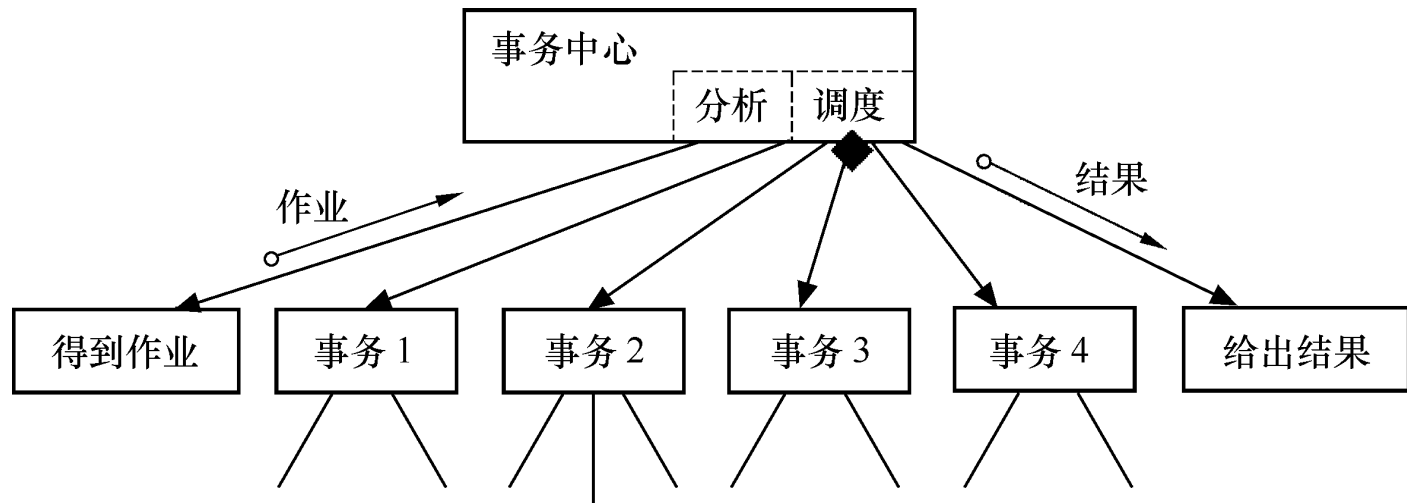 事务中心
分析
调度
作业
结果
得到作业
事务 1
事务 2
事务 3
事务 4
给出结果